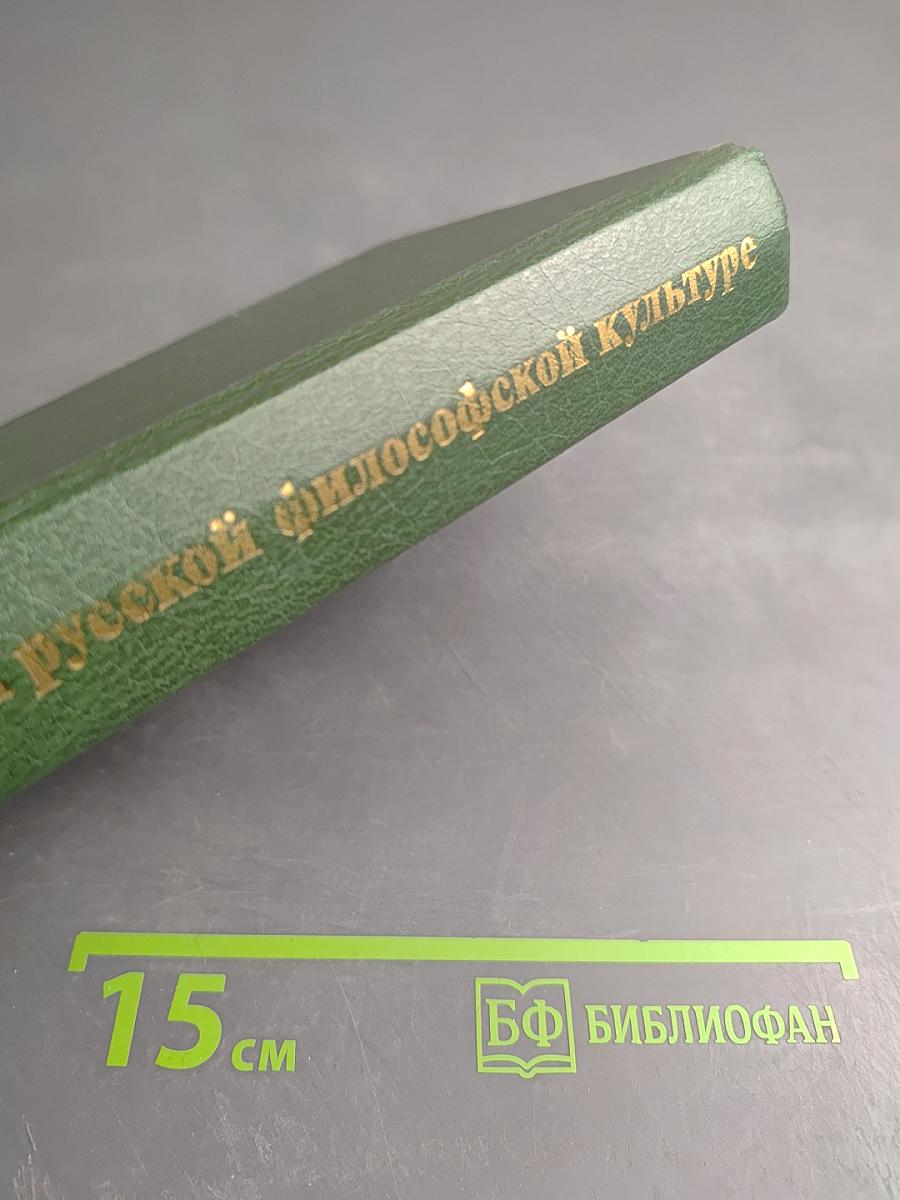 русской философской культуре
15 см
БФ БИБЛИОФАН